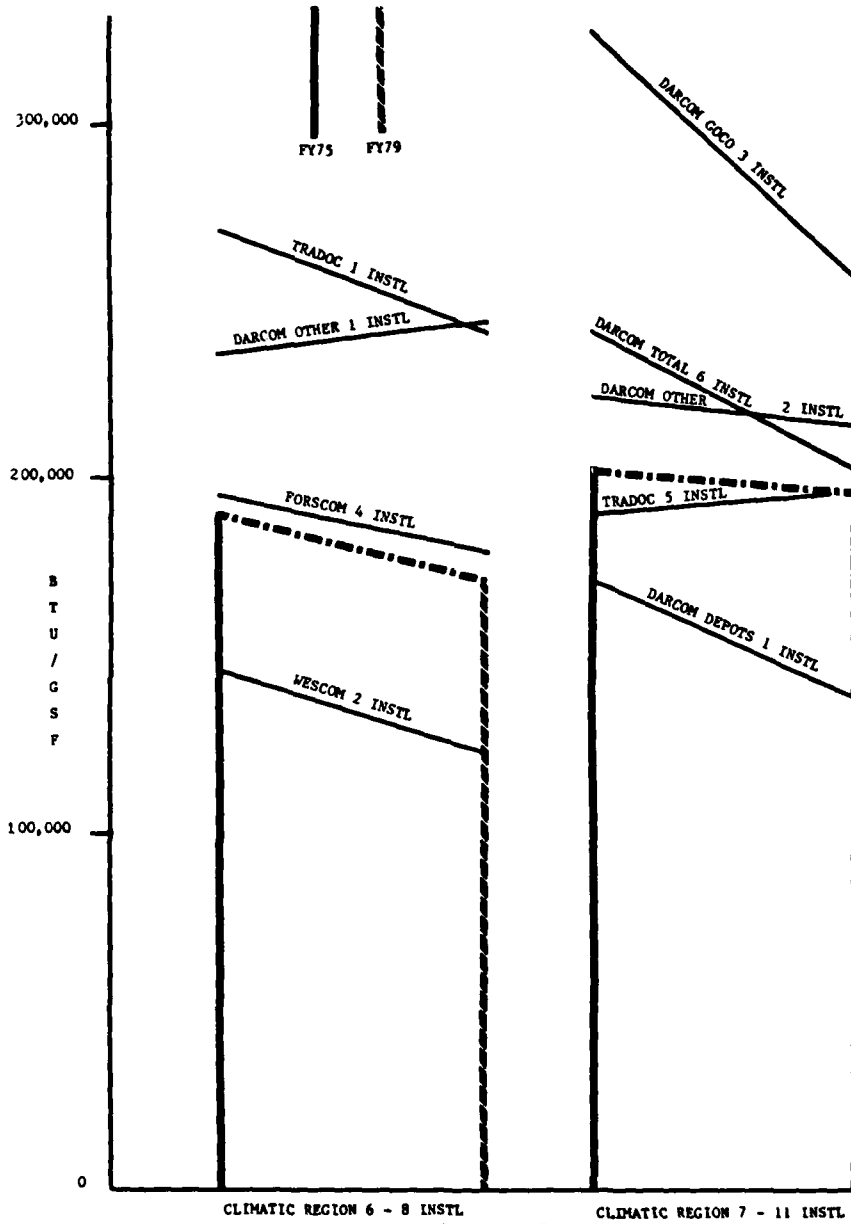 300,000
200,000
B
T
U
/
G
S
F
100,000
0
FY75 FY79
TRADOC 1 INSTL
DARCOM OTHER 1 INSTL
FORSCOM 4 INSTL
WESCOM 2 INSTL
CLIMATIC REGION 6 - 8 INSTL
DARCOM GOCO 3 INSTL
DARCOM TOTAL 6 INSTL
DARCOM OTHER 2 INSTL
TRADOC 5 INSTL
DARCOM DEPOTS 1 INSTL
CLIMATIC REGION 7 - 11 INSTL